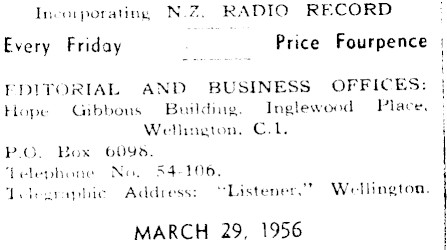 Incorporating N.Z. RADIO RECORD
Every Friday Price Fourpence
EDITORIAL AND BUSINESS OFFICES:
Hope Gibbons Building, Inglewood Place,
Wellington, C.1.
P.O. Box 6098.
Telephone No. 54-106.
Telegraphic Address: "Listener," Wellington.
MARCH 29, 1956